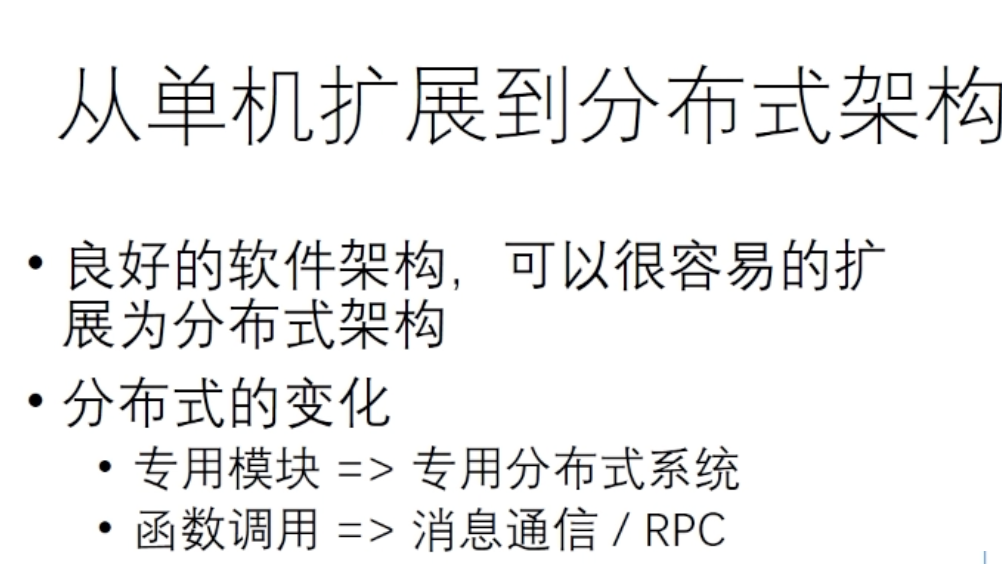 从单机扩展到分布式架构
• 良好的软件架构，可以很容易的扩
展为分布式架构
• 分布式的变化
• 专用模块 => 专用分布式系统
• 函数调用 => 消息通信 / RPC